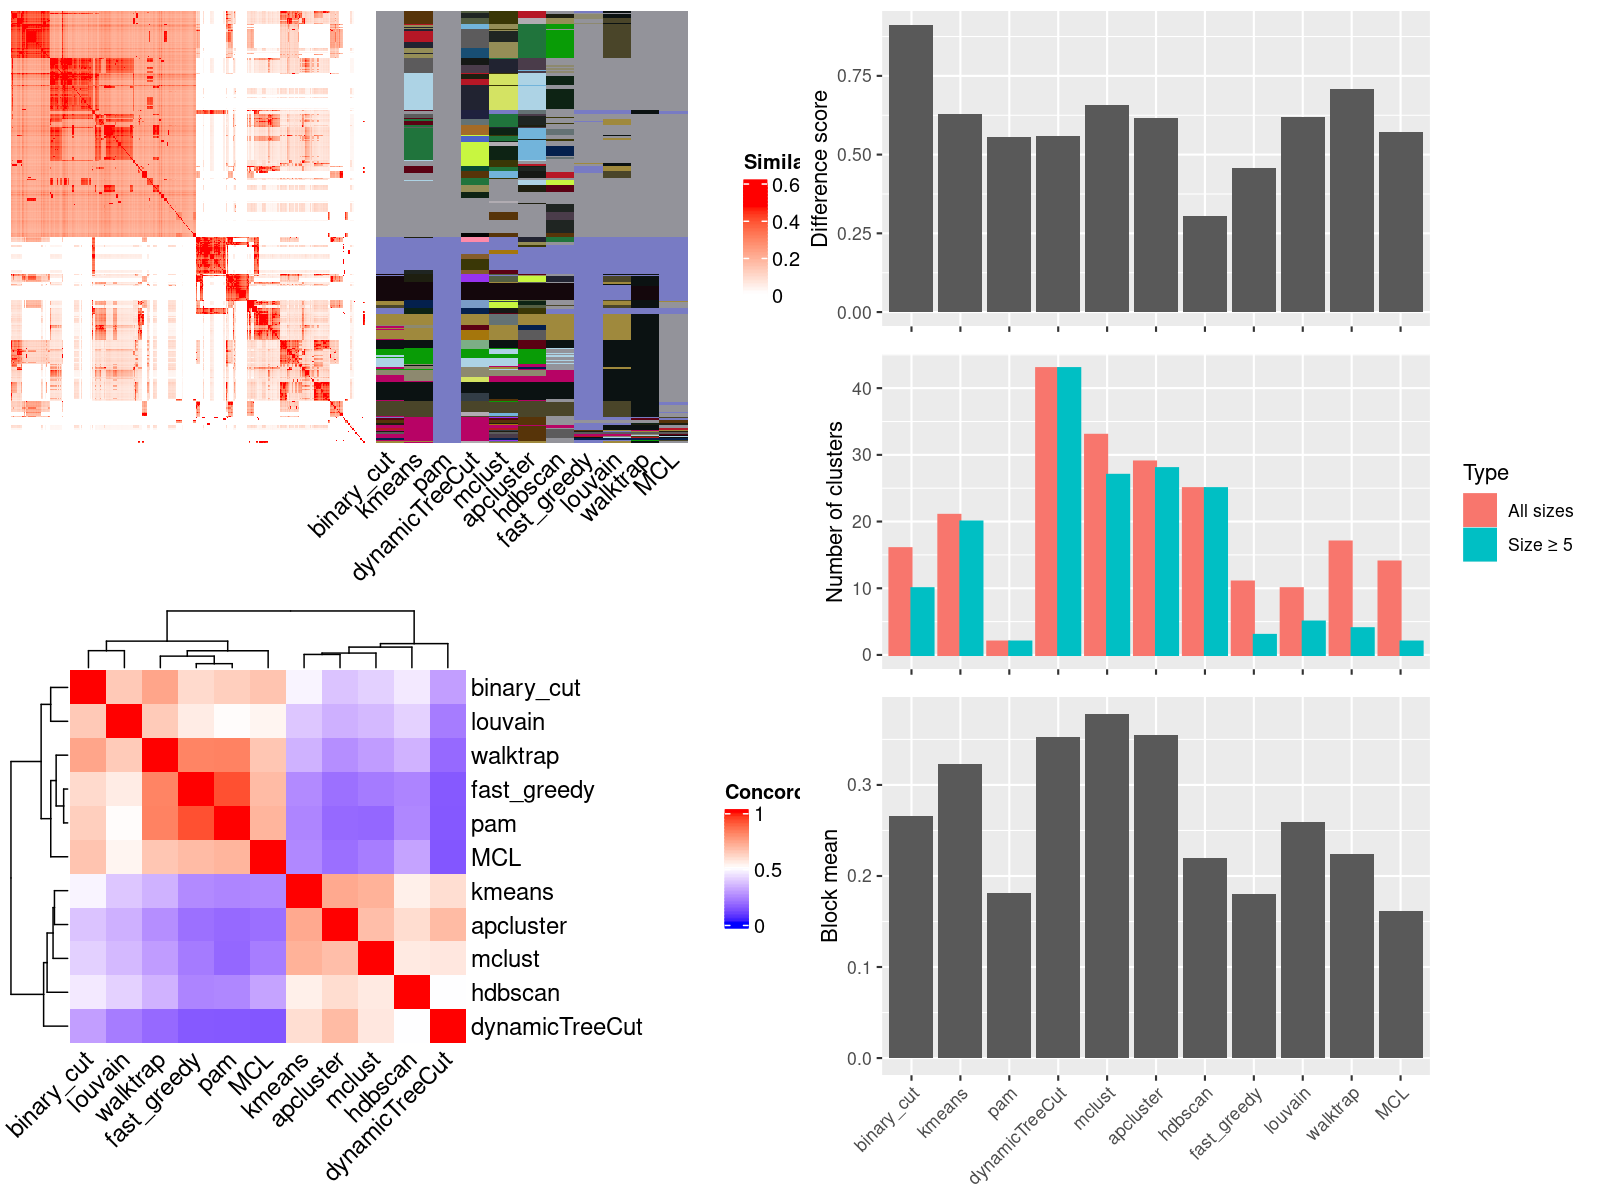 Simila
0.6
0.4
0.2
0
binary_cut
kmeans
pam
dynamicTreeCut
mclust
apcluster
hdbscan
fast_greedy
louvain
walktrap
MCL
Difference score
0.75
0.50
0.25
0.00
Number of clusters
40
30
20
10
0
Type
All sizes
Size ≥ 5
binary_cut
louvain
walktrap
fast_greedy
pam
MCL
kmeans
apcluster
mclust
hdbscan
dynamicTreeCut
binary_cut
louvain
walktrap
fast_greedy
pam
MCL
kmeans
apcluster
mclust
hdbscan
dynamicTreeCut
Concord
1
0.5
0
Block mean
0.3
0.2
0.1
0.0
binary_cut
kmeans
pam
dynamicTreeCut
mclust
apcluster
hdbscan
fast_greedy
louvain
walktrap
MCL